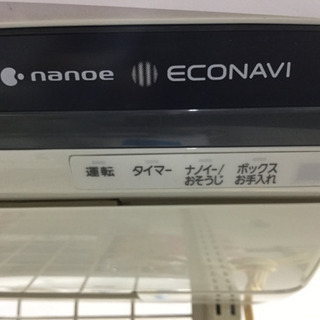 nanoe ECONAVI
運転 タイマー ナノイー/ ボックス
おそうじ お手入れ